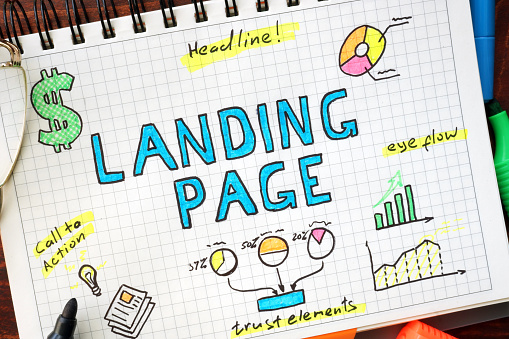 Headline!
LANDING
PAGE
eye flow
Call to
Action
37%
50%
20%
trust elements